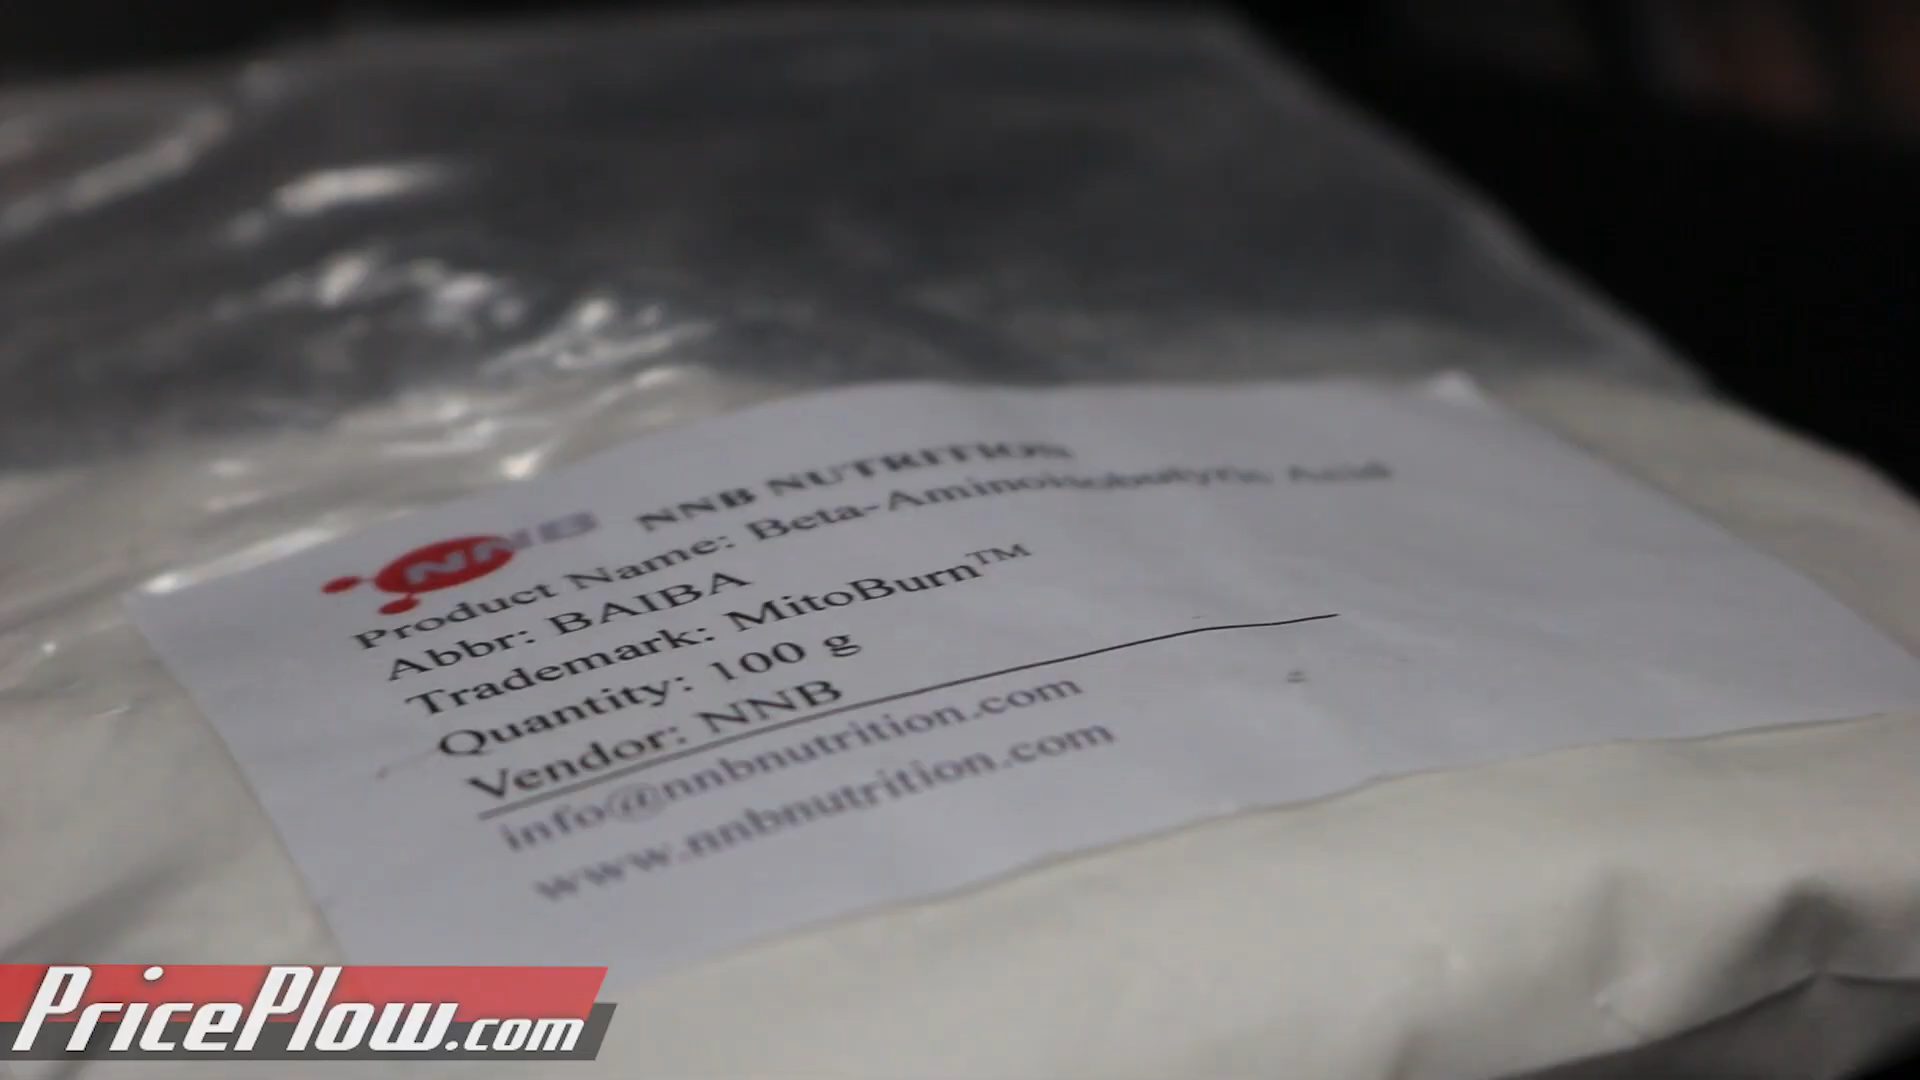 NNB
NNB NUTRITION
Product Name: Beta-Aminoisobutyric Acid
Abbr: BAIBA
Trademark: MitoBurn™
Quantity: 100 g
Vendor: NNB
info@nnbnutrition.com
www.nnbnutrition.com
PricePlow.com